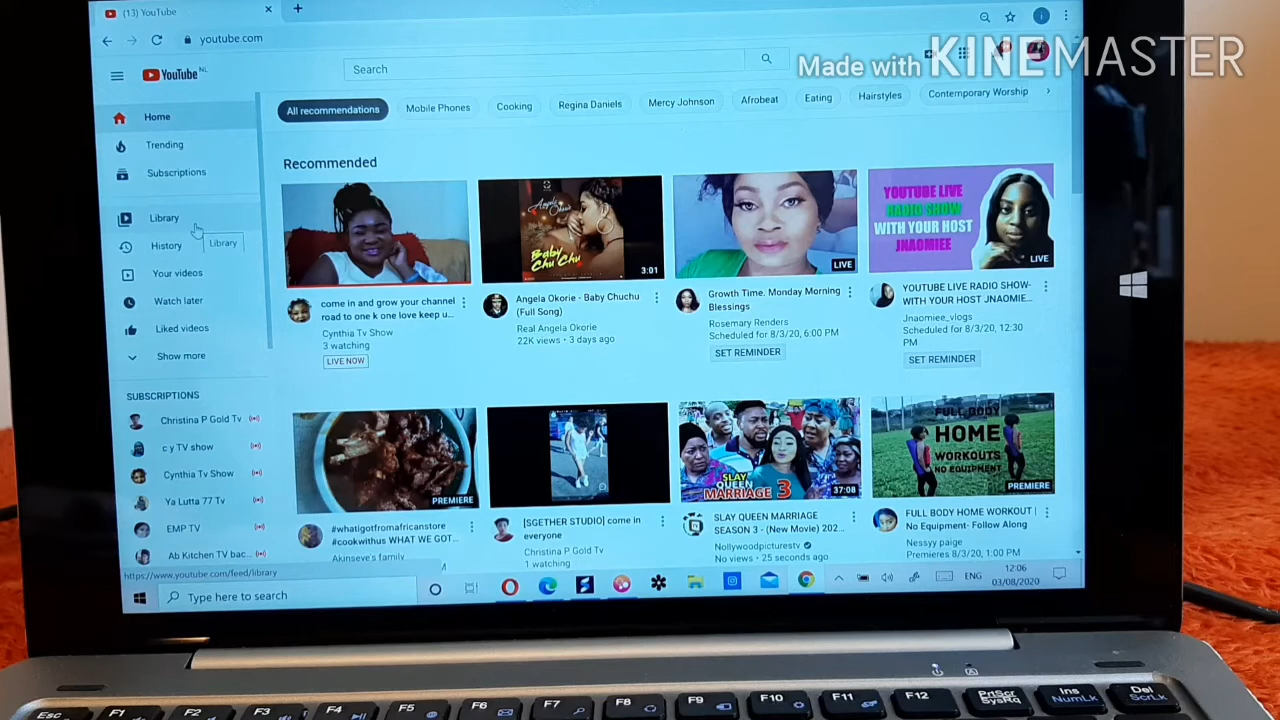 (13) YouTube
youtube.com
YouTube NL
Search
Made with KINEMASTER
All recommendations
Mobile Phones
Cooking
Regina Daniels
Mercy Johnson
Afrobeat
Eating
Hairstyles
Contemporary Worship
Home
Trending
Subscriptions
Library
Library
History
Your videos
Watch later
Liked videos
Show more
SUBSCRIPTIONS
Christina P Gold Tv
c y TV show
Cynthia Tv Show
Ya Lutta 77 Tv
EMP TV
Ab Kitchen TV bac...
https://www.youtube.com/feed/library
Recommended
come in and grow your channel
road to one k one love keep u...
Cynthia Tv Show
3 watching
LIVE NOW
Angela Okorie
Baby
Chu Chu
3:01
Angela Okorie - Baby Chuchu
(Full Song)
Real Angela Okorie
22K views • 3 days ago
LIVE
Growth Time. Monday Morning
Blessings
Rosemary Renders
Scheduled for 8/3/20, 6:00 PM
SET REMINDER
YOUTUBE LIVE
RADIO SHOW
WITH YOUR HOST
JNAOMIEE
LIVE
YOUTUBE LIVE RADIO SHOW-
WITH YOUR HOST JNAOMIE...
Jnaomiee_vlogs
Scheduled for 8/3/20, 12:30
PM
SET REMINDER
PREMIERE
#whatigotfromafricanstore
#cookwithus WHAT WE GOT...
Akinseve's family
[SGETHER STUDIO] come in
everyone
Christina P Gold Tv
1 watching
SLAY
QUEEN
MARRIAGE 3
37:08
SLAY QUEEN MARRIAGE
SEASON 3 - (New Movie) 202...
Nollywoodpicturestv
No views • 25 seconds ago
FULL BODY
HOME
WORKOUTS
NO EQUIPMENT
PREMIERE
FULL BODY HOME WORKOUT |
No Equipment- Follow Along
Nessyy paige
Premieres 8/3/20, 1:00 PM
Type here to search
ENG
12:06
03/08/2020
Esc
F1
F2
F3
F4
F5
F6
F7
F8
F9
F10
F11
F12
PrtScr
SysRq
Ins
NumLk
Del
ScrLk